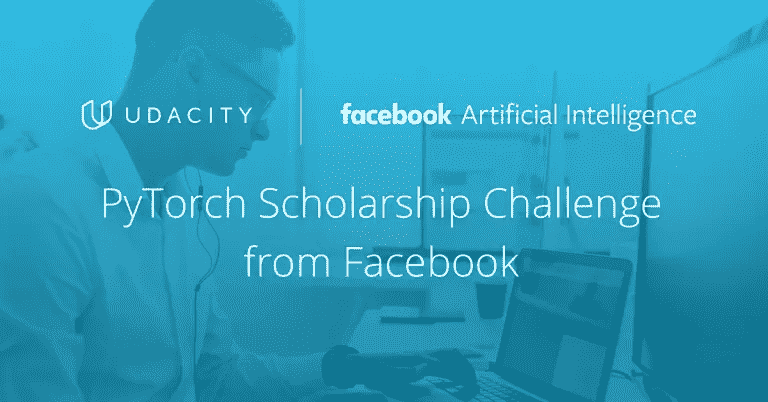 UDACITY
facebook Artificial Intelligence
PyTorch Scholarship Challenge
from Facebook